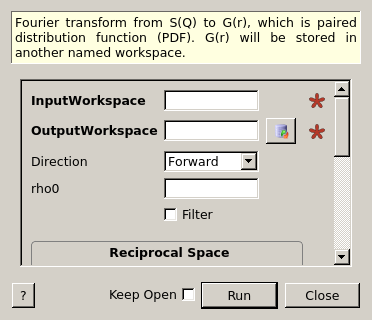 Fourier transform from S(Q) to G(r), which is paired
distribution function (PDF). G(r) will be stored in
another named workspace.
InputWorkspace
OutputWorkspace
Direction Forward
rho0
Filter
Reciprocal Space
? Keep Open Run Close